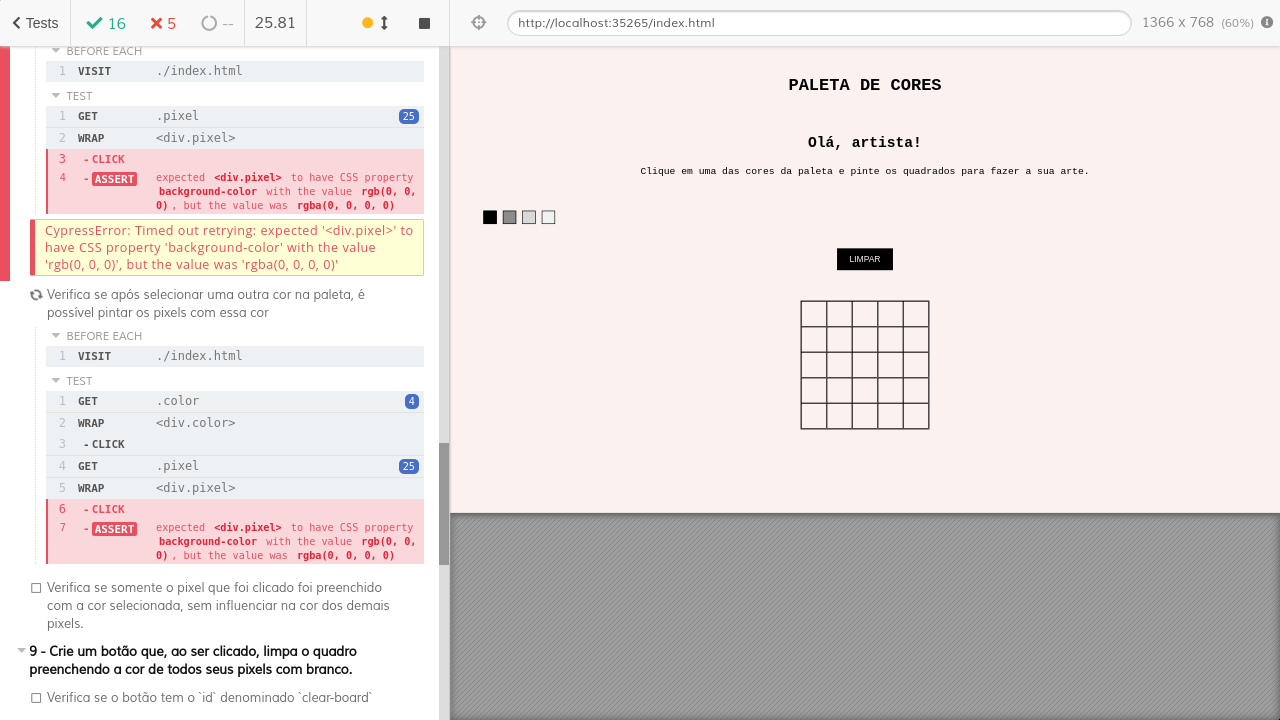 Tests
16
5
--
25.81
http://localhost:35265/index.html
1366 x 768 (60%)
BEFORE EACH
1 VISIT ./index.html
TEST
1 GET .pixel 25
2 WRAP <div.pixel>
3 -CLICK
4 -ASSERT expected <div.pixel> to have CSS property
background-color with the value rgb(0, 0,
0), but the value was rgba(0, 0, 0, 0)
CypressError: Timed out retrying: expected '<div.pixel>' to
have CSS property 'background-color' with the value
'rgb(0, 0, 0)', but the value was 'rgba(0, 0, 0, 0)'
Verifica se após selecionar uma outra cor na paleta, é
possível pintar os pixels com essa cor
BEFORE EACH
1 VISIT ./index.html
TEST
1 GET .color 4
2 WRAP <div.color>
3 -CLICK
4 GET .pixel 25
5 WRAP <div.pixel>
6 -CLICK
7 -ASSERT expected <div.pixel> to have CSS property
background-color with the value rgb(0, 0,
0), but the value was rgba(0, 0, 0, 0)
Verifica se somente o pixel que foi clicado foi preenchido
com a cor selecionada, sem influenciar na cor dos demais
pixels.
9 - Crie um botão que, ao ser clicado, limpa o quadro
preenchendo a cor de todos seus pixels com branco.
Verifica se o botão tem o `id` denominado `clear-board`
PALETA DE CORES
Olá, artista!
Clique em uma das cores da paleta e pinte os quadrados para fazer a sua arte.
LIMPAR